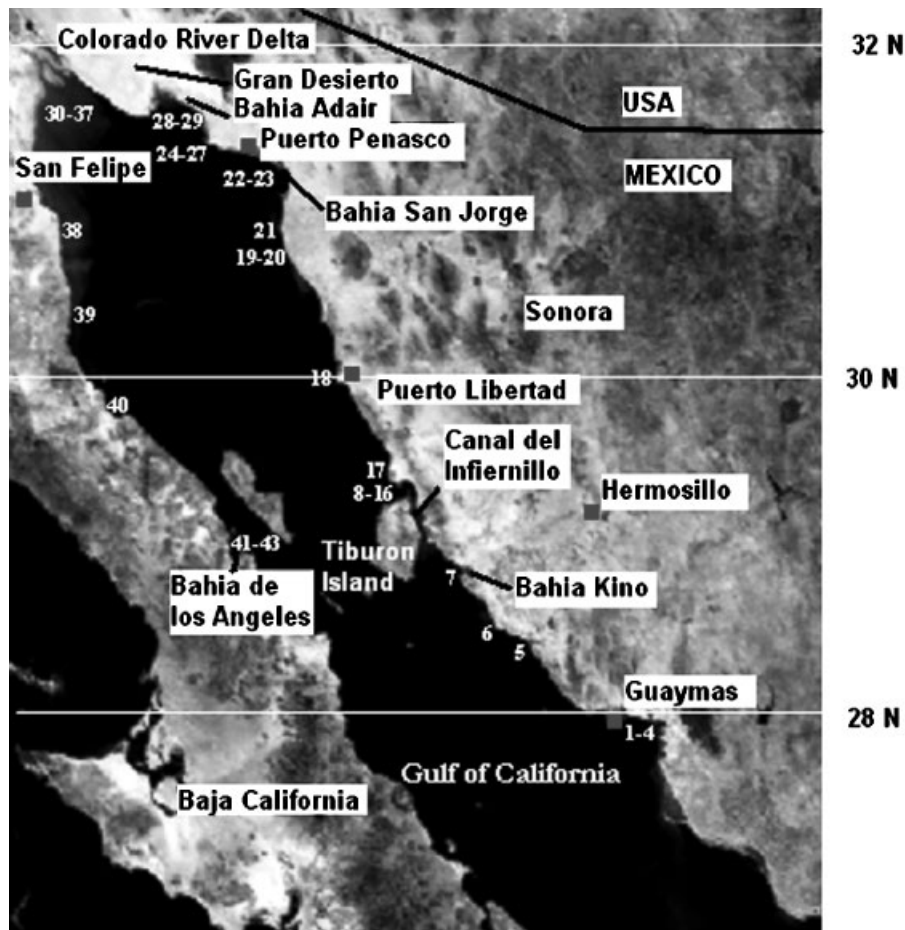 Colorado River Delta
32 N
Gran Desierto
Bahia Adair
USA
30-37
28-29
Puerto Penasco
24-27
San Felipe
22-23
MEXICO
Bahia San Jorge
38
21
19-20
39
Sonora
18
30 N
Puerto Libertad
40
Canal del
Infiernillo
17
8-16
Hermosillo
41-43
Tiburon
Island
Bahia de
los Angeles
7
Bahia Kino
6
5
Guaymas
28 N
1-4
Gulf of California
Baja California